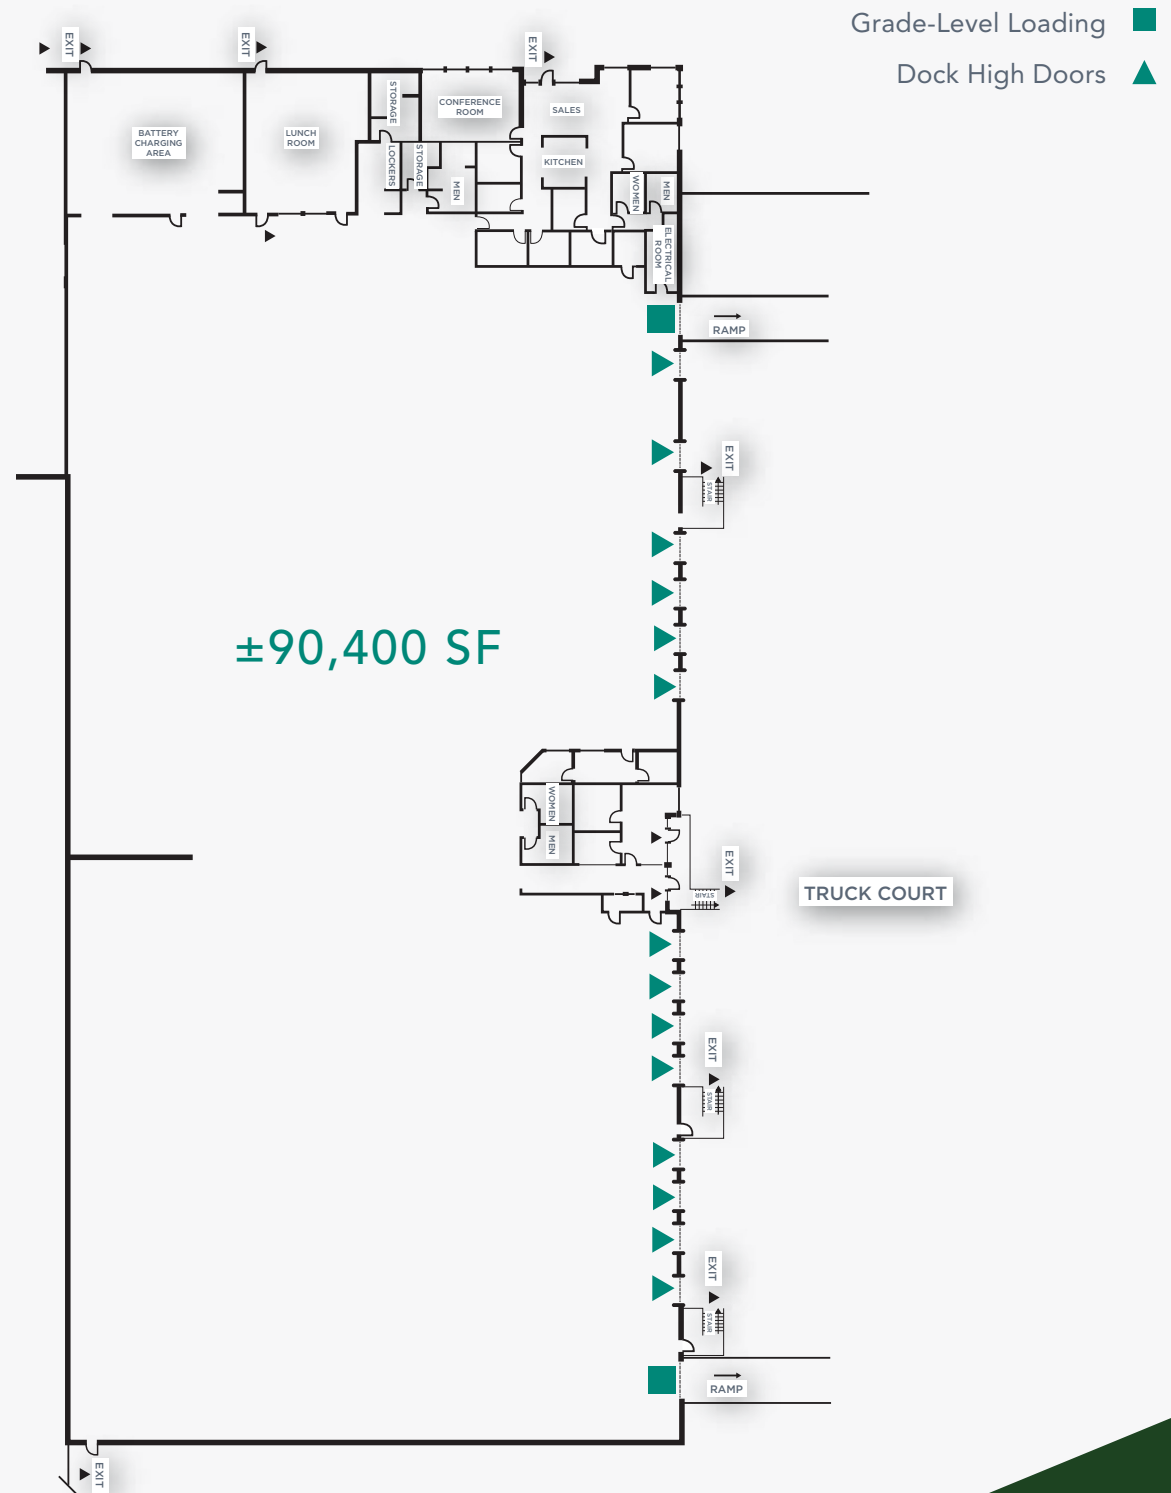 Grade-Level Loading
Dock High Doors
EXIT
EXIT
EXIT
STORAGE
CONFERENCE
ROOM
SALES
BATTERY
CHARGING
AREA
LUNCH
ROOM
LOCKERS
STORAGE
MEN
KITCHEN
WOMEN
MEN
ELECTRICAL
ROOM
RAMP
EXIT
STAIR
±90,400 SF
WOMEN
MEN
EXIT
STAIR
TRUCK COURT
EXIT
STAIR
EXIT
STAIR
RAMP
EXIT